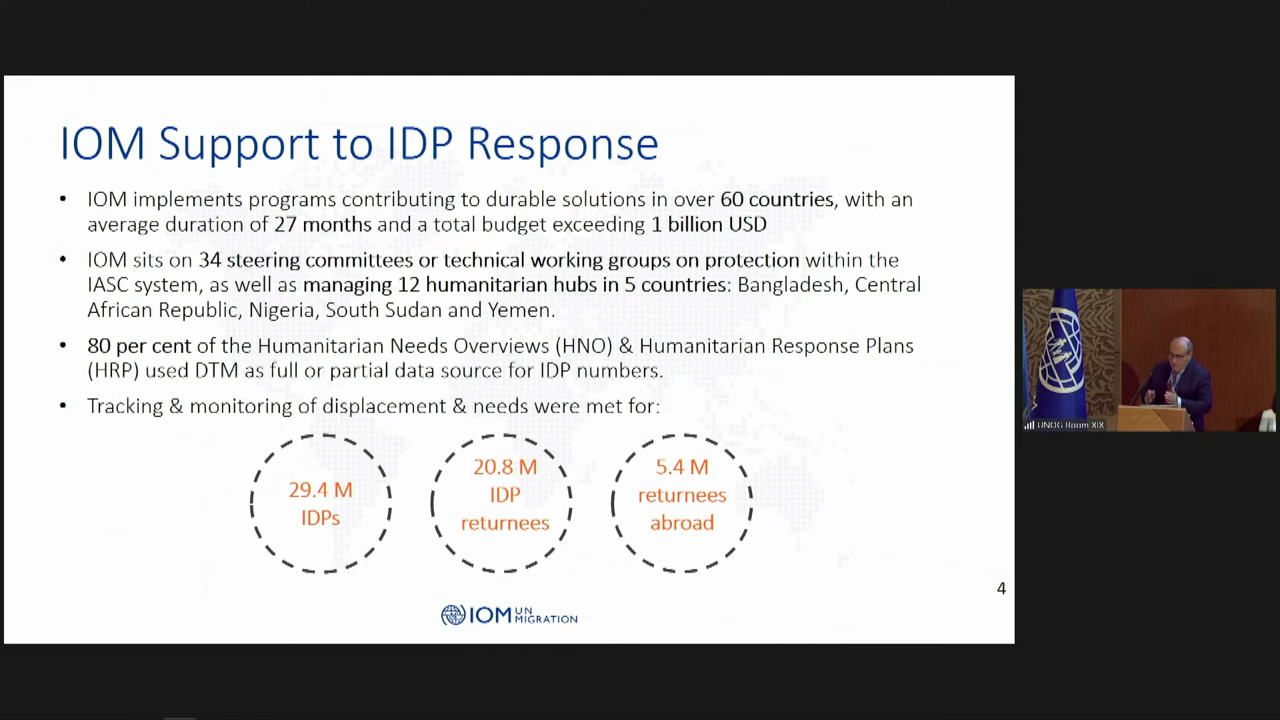 IOM Support to IDP Response
• IOM implements programs contributing to durable solutions in over 60 countries, with an
average duration of 27 months and a total budget exceeding 1 billion USD
• IOM sits on 34 steering committees or technical working groups on protection within the
IASC system, as well as managing 12 humanitarian hubs in 5 countries: Bangladesh, Central
African Republic, Nigeria, South Sudan and Yemen.
• 80 per cent of the Humanitarian Needs Overviews (HNO) & Humanitarian Response Plans
(HRP) used DTM as full or partial data source for IDP numbers.
• Tracking & monitoring of displacement & needs were met for:
29.4 M
IDPs
20.8 M
IDP
returnees
5.4 M
returnees
abroad
4
IOM UN
MIGRATION
UNOG Room XIX